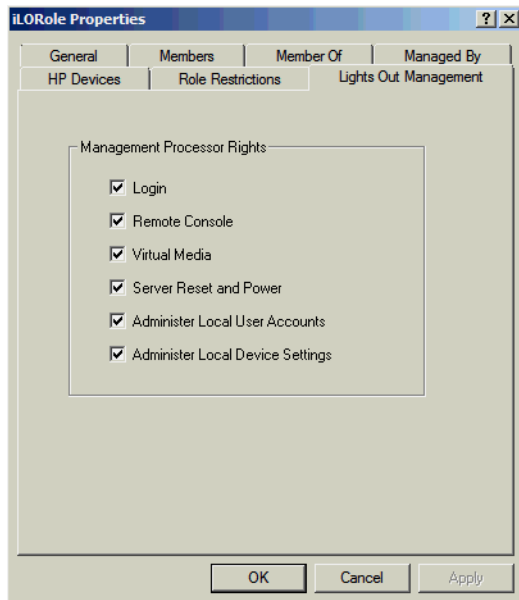 iLORole Properties
General Members Member Of Managed By
HP Devices Role Restrictions Lights Out Management
Management Processor Rights
Login
Remote Console
Virtual Media
Server Reset and Power
Administer Local User Accounts
Administer Local Device Settings
OK Cancel Apply